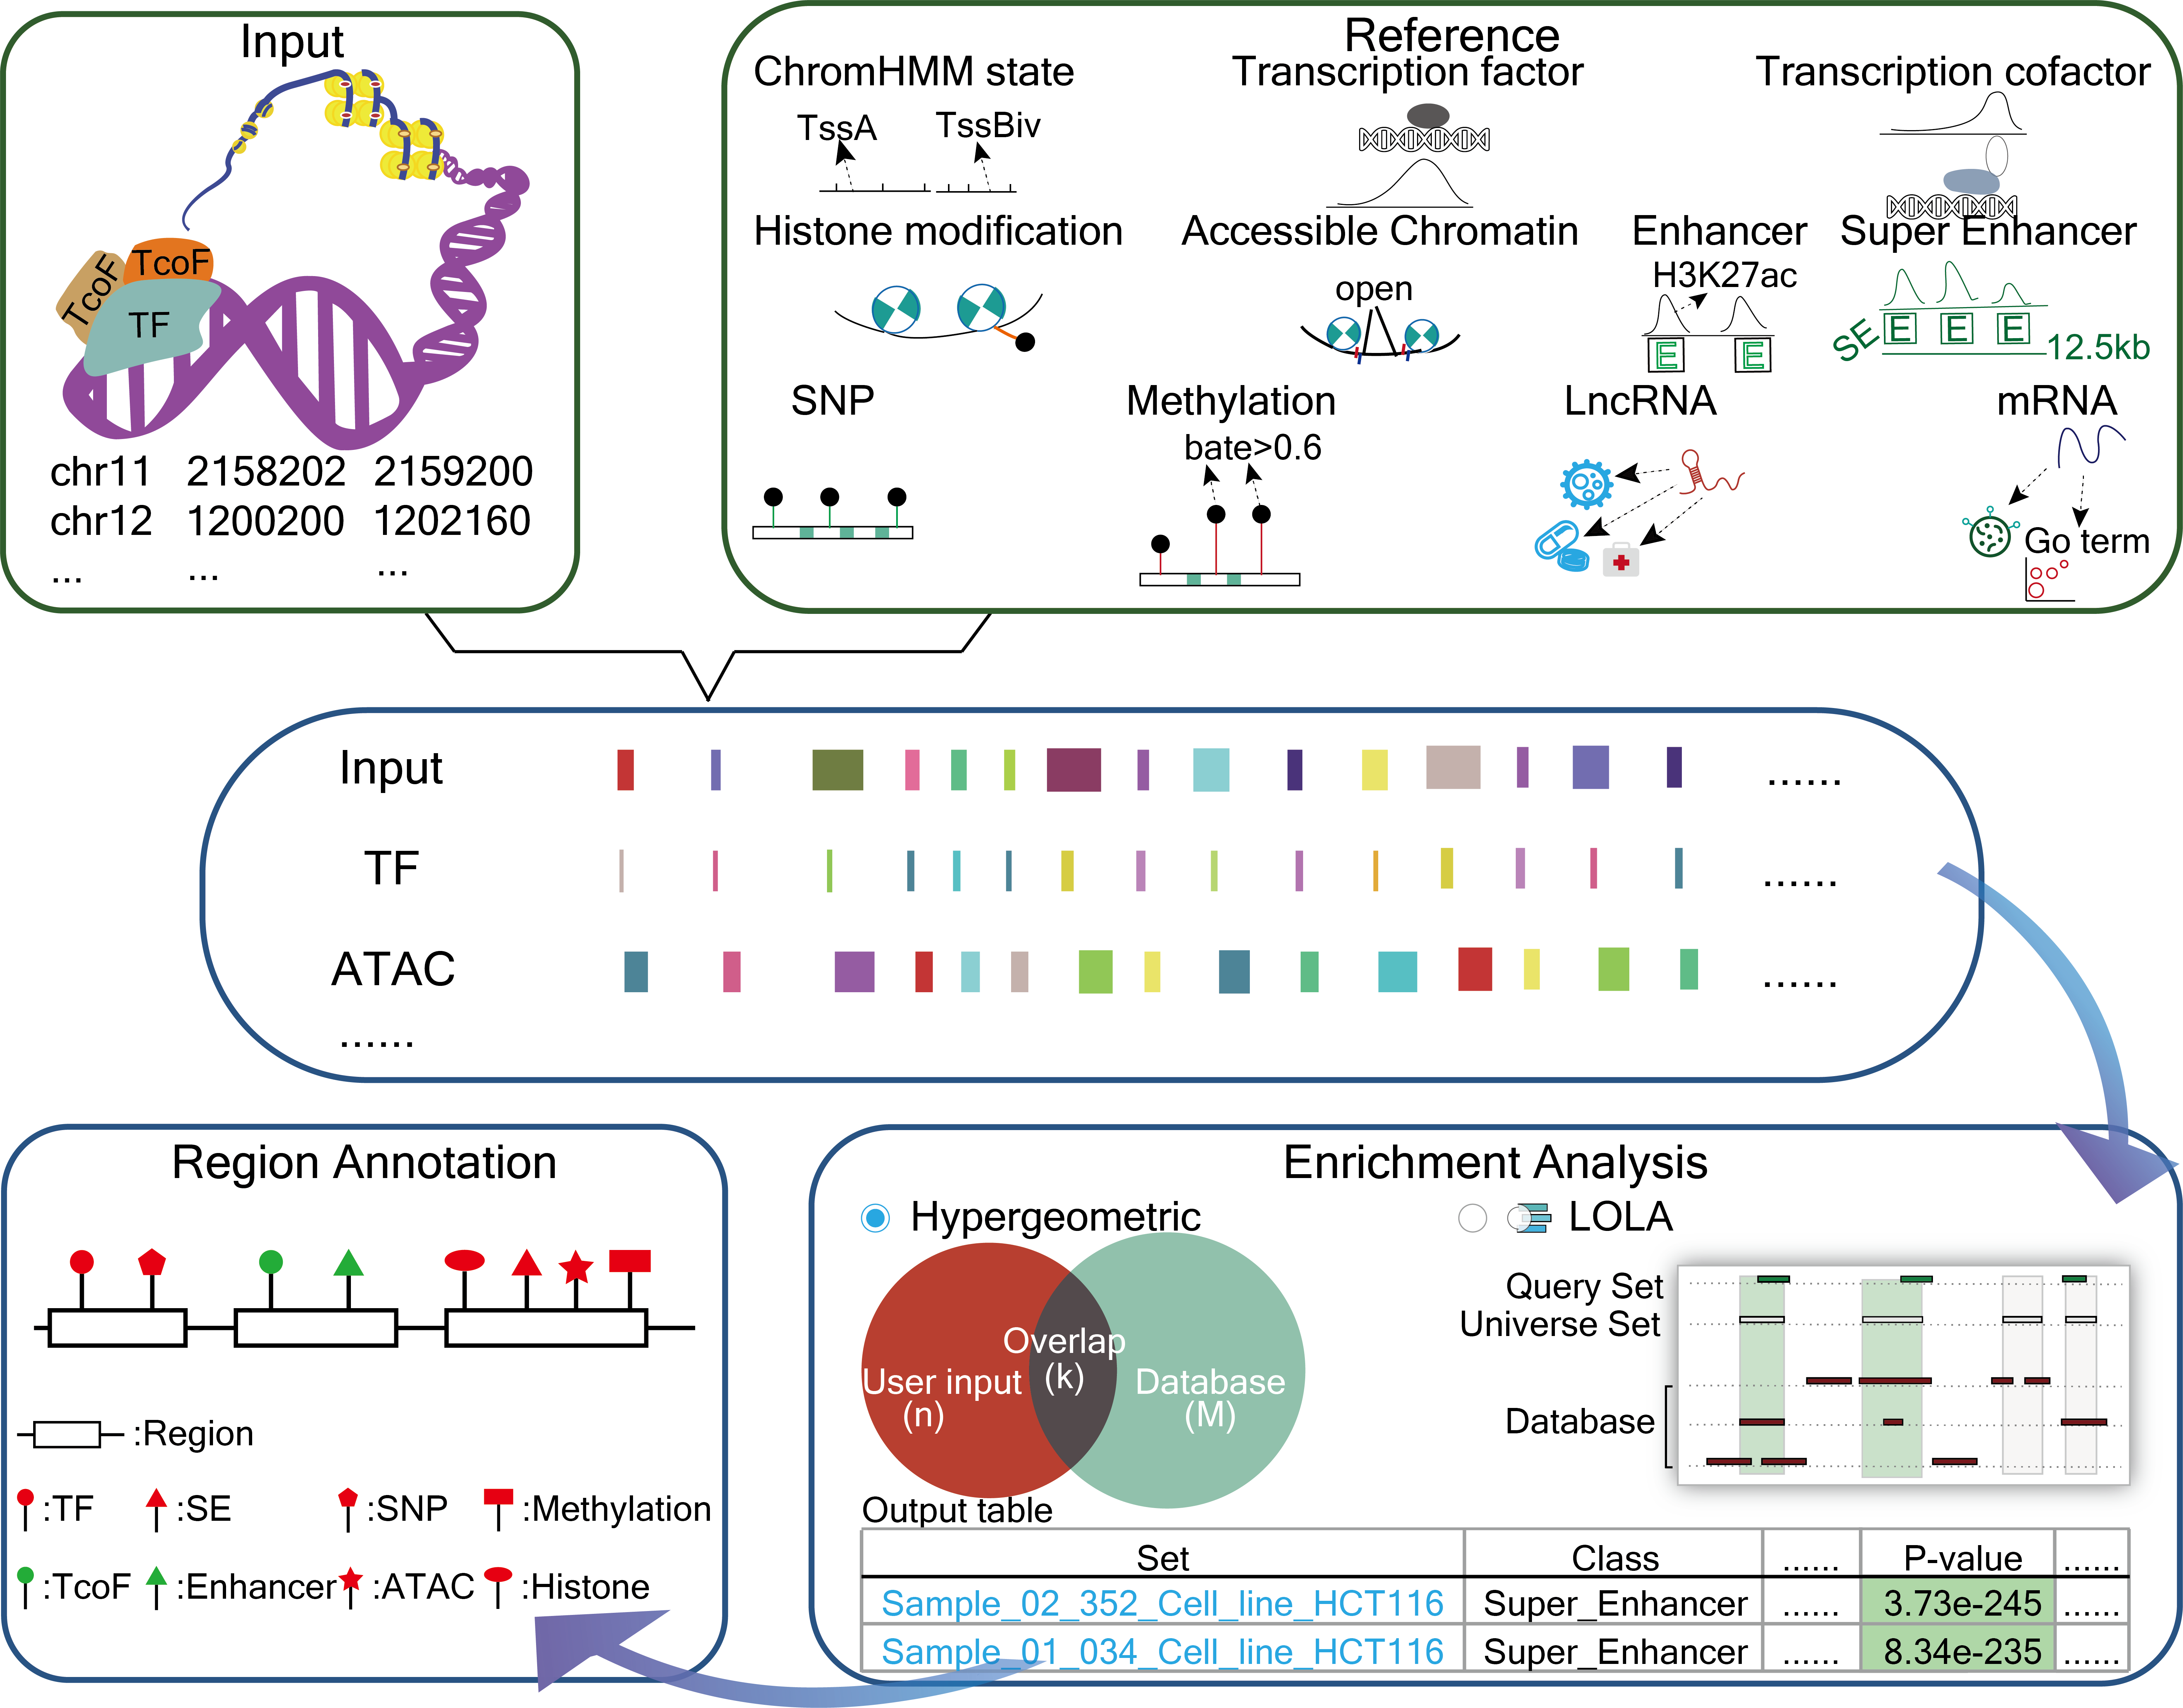 Input
TcoF
TcoF
TF
chr11 2158202 2159200
chr12 1200200 1202160
... ... ...
Reference
ChromHMM state
TssA TssBiv
Transcription factor
Transcription cofactor
Histone modification
Accessible Chromatin
open
Enhancer
H3K27ac
E E
Super Enhancer
SE E E E 12.5kb
SNP
Methylation
bate>0.6
LncRNA
mRNA
Go term
Input ......
TF ......
ATAC ......
......
Region Annotation
:Region
:TF :SE :SNP :Methylation
:TcoF :Enhancer :ATAC :Histone
Enrichment Analysis
Hypergeometric
LOLA
User input
(n)
Overlap
(k)
Database
(M)
Query Set
Universe Set
Database
Output table
Set Class ...... P-value ......
Sample_02_352_Cell_line_HCT116 Super_Enhancer ...... 3.73e-245 ......
Sample_01_034_Cell_line_HCT116 Super_Enhancer ...... 8.34e-235 ......